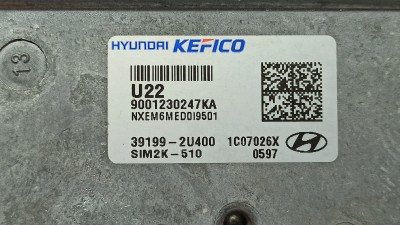 13
HYUNDAI KEFICO
U22
9001230247KA
NXEM6MED0I9501
39199-2U400 1C07026X
SIM2K-510 0597